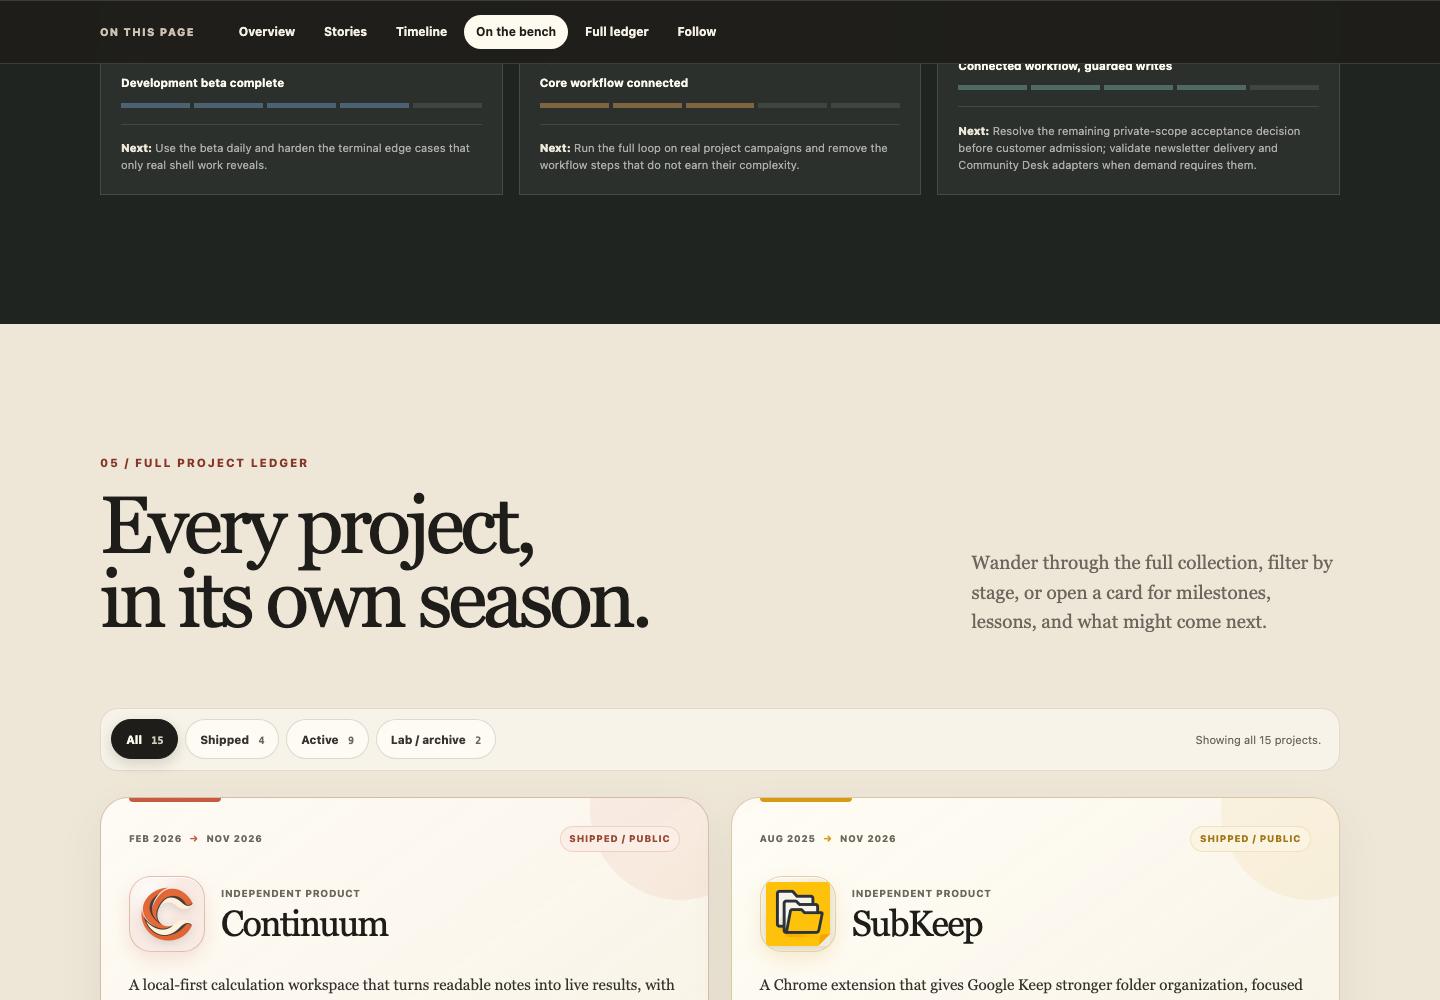 ON THIS PAGE
Overview
Stories
Timeline
On the bench
Full ledger
Follow
Development beta complete
Next: Use the beta daily and harden the terminal edge cases that
only real shell work reveals.
Core workflow connected
Next: Run the full loop on real project campaigns and remove the
workflow steps that do not earn their complexity.
Connected workflow, guarded writes
Next: Resolve the remaining private-scope acceptance decision
before customer admission; validate newsletter delivery and
Community Desk adapters when demand requires them.
05 / FULL PROJECT LEDGER
Every project,
in its own season.
Wander through the full collection, filter by
stage, or open a card for milestones,
lessons, and what might come next.
All 15
Shipped 4
Active 9
Lab / archive 2
Showing all 15 projects.
FEB 2026 → NOV 2026
SHIPPED / PUBLIC
INDEPENDENT PRODUCT
Continuum
A local-first calculation workspace that turns readable notes into live results, with
AUG 2025 → NOV 2026
SHIPPED / PUBLIC
INDEPENDENT PRODUCT
SubKeep
A Chrome extension that gives Google Keep stronger folder organization, focused